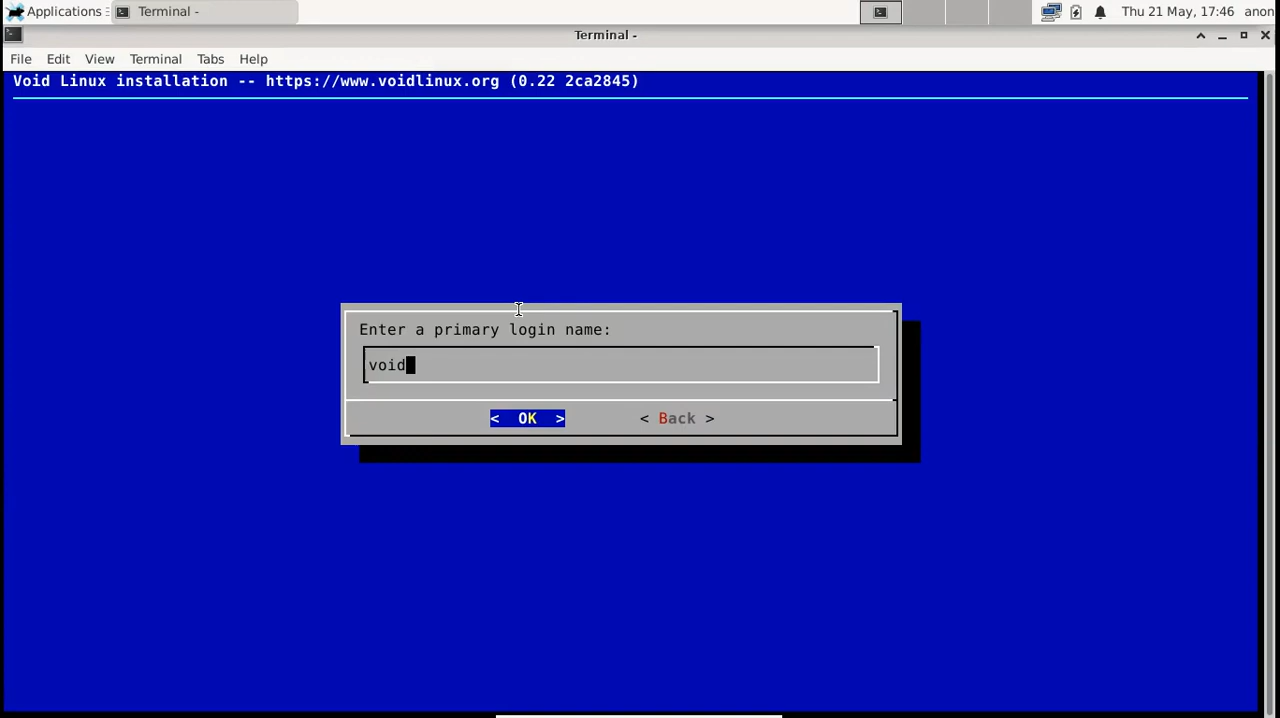 Applications Terminal - Thu 21 May, 17:46 anon
Terminal -
File Edit View Terminal Tabs Help
Void Linux installation -- https://www.voidlinux.org (0.22 2ca2845)
Enter a primary login name:
void
< OK > < Back >